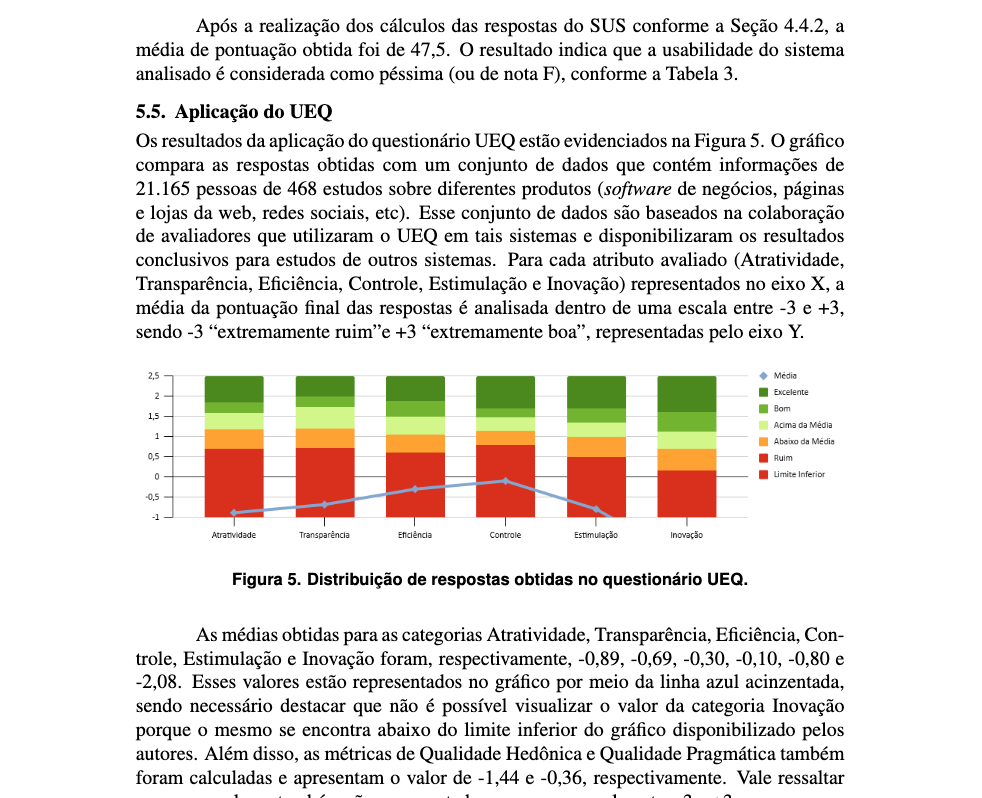 Após a realização dos cálculos das respostas do SUS conforme a Seção 4.4.2, a
média de pontuação obtida foi de 47,5. O resultado indica que a usabilidade do sistema
analisado é considerada como péssima (ou de nota F), conforme a Tabela 3.
5.5. Aplicação do UEQ
Os resultados da aplicação do questionário UEQ estão evidenciados na Figura 5. O gráfico
compara as respostas obtidas com um conjunto de dados que contém informações de
21.165 pessoas de 468 estudos sobre diferentes produtos (software de negócios, páginas
e lojas da web, redes sociais, etc). Esse conjunto de dados são baseados na colaboração
de avaliadores que utilizaram o UEQ em tais sistemas e disponibilizaram os resultados
conclusivos para estudos de outros sistemas. Para cada atributo avaliado (Atratividade,
Transparência, Eficiência, Controle, Estimulação e Inovação) representados no eixo X, a
média da pontuação final das respostas é analisada dentro de uma escala entre -3 e +3,
sendo -3 “extremamente ruim”e +3 “extremamente boa”, representadas pelo eixo Y.
2,5
2
1,5
1
0,5
0
-0,5
-1
Atratividade
Transparência
Eficiência
Controle
Estimulação
Inovação
Média
Excelente
Bom
Acima da Média
Abaixo da Média
Ruim
Limite Inferior
Figura 5. Distribuição de respostas obtidas no questionário UEQ.
As médias obtidas para as categorias Atratividade, Transparência, Eficiência, Con-
trole, Estimulação e Inovação foram, respectivamente, -0,89, -0,69, -0,30, -0,10, -0,80 e
-2,08. Esses valores estão representados no gráfico por meio da linha azul acinzentada,
sendo necessário destacar que não é possível visualizar o valor da categoria Inovação
porque o mesmo se encontra abaixo do limite inferior do gráfico disponibilizado pelos
autores. Além disso, as métricas de Qualidade Hedônica e Qualidade Pragmática também
foram calculadas e apresentam o valor de -1,44 e -0,36, respectivamente. Vale ressaltar